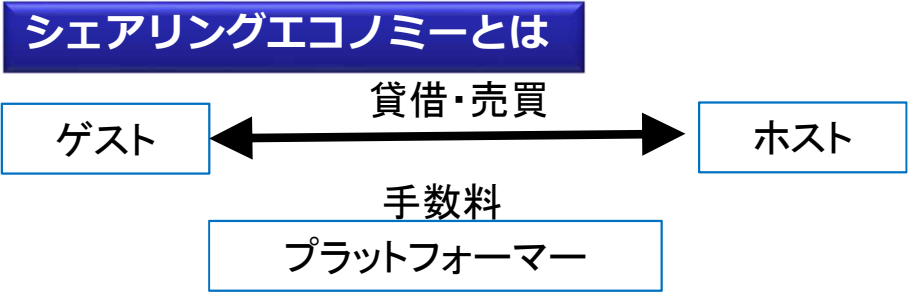 シェアリングエコノミーとは
貸借・売買
ゲスト
ホスト
手数料
プラットフォーマー